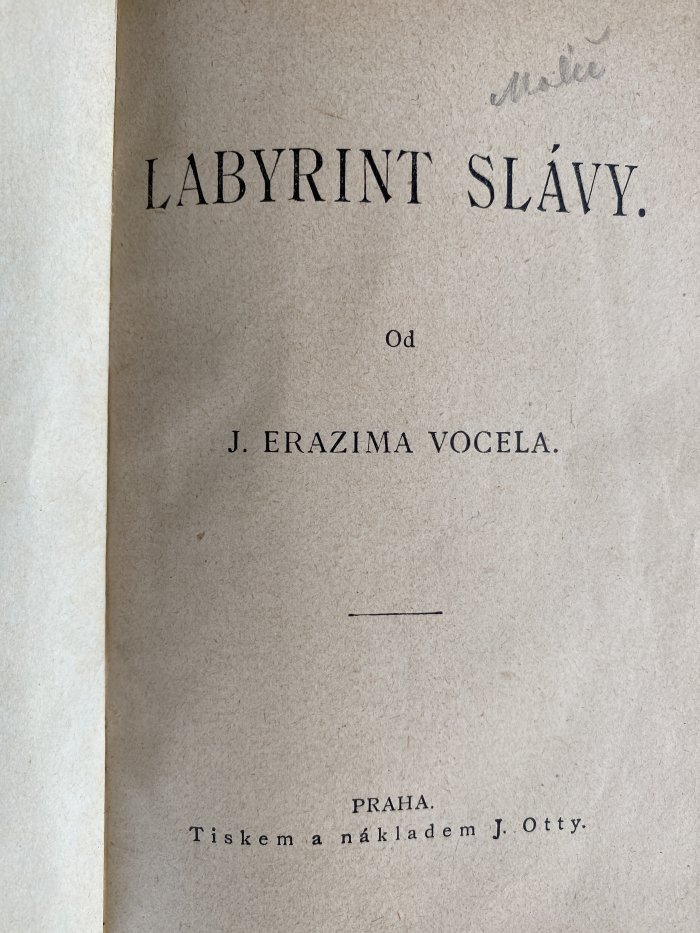 LABYRINT SLÁVY.
Od
J. ERAZIMA VOCELA.
PRAHA.
Tiskem a nákladem J. Otty.